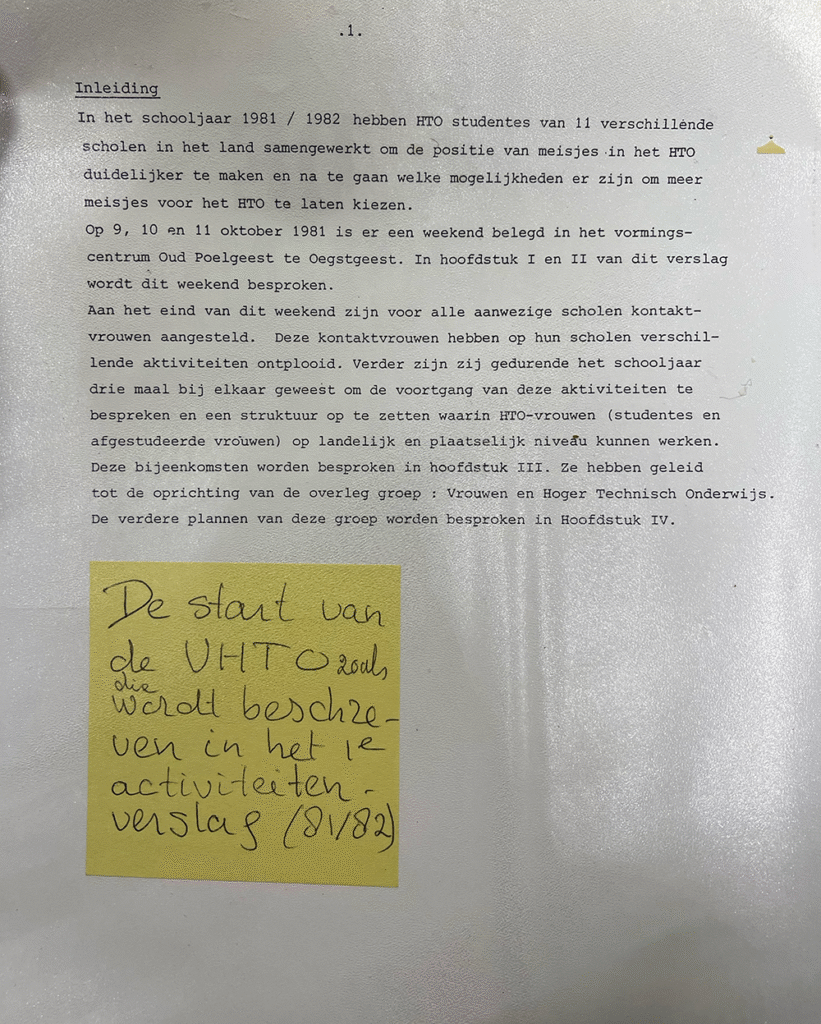 .1.
Inleiding
In het schooljaar 1981 / 1982 hebben HTO studentes van 11 verschillende
scholen in het land samengewerkt om de positie van meisjes in het HTO
duidelijker te maken en na te gaan welke mogelijkheden er zijn om meer
meisjes voor het HTO te laten kiezen.
Op 9, 10 en 11 oktober 1981 is er een weekend belegd in het vormings-
centrum Oud Poelgeest te Oegstgeest. In hoofdstuk I en II van dit verslag
wordt dit weekend besproken.
Aan het eind van dit weekend zijn voor alle aanwezige scholen kontakt-
vrouwen aangesteld. Deze kontaktvrouwen hebben op hun scholen verschil-
lende aktiviteiten ontplooid. Verder zijn zij gedurende het schooljaar
drie maal bij elkaar geweest om de voortgang van deze aktiviteiten te
bespreken en een struktuur op te zetten waarin HTO-vrouwen (studentes en
afgestudeerde vrouwen) op landelijk en plaatselijk niveau kunnen werken.
Deze bijeenkomsten worden besproken in hoofdstuk III. Ze hebben geleid
tot de oprichting van de overleg groep : Vrouwen en Hoger Technisch Onderwijs.
De verdere plannen van deze groep worden besproken in Hoofdstuk IV.
De start van
de VHTO zoals
die
wordt beschre-
ven in het 1e
activiteiten-
verslag (81/82)